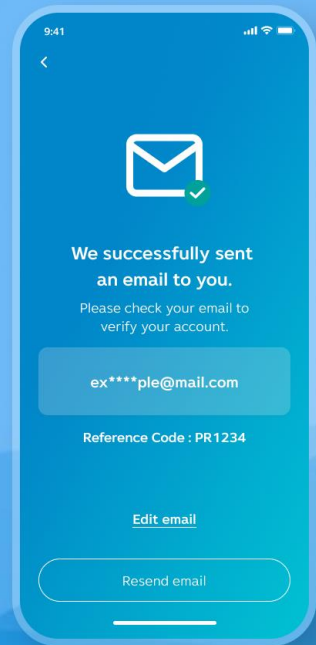 9:41
We successfully sent
an email to you.
Please check your email to
verify your account.
ex****ple@mail.com
Reference Code : PR1234
Edit email
Resend email